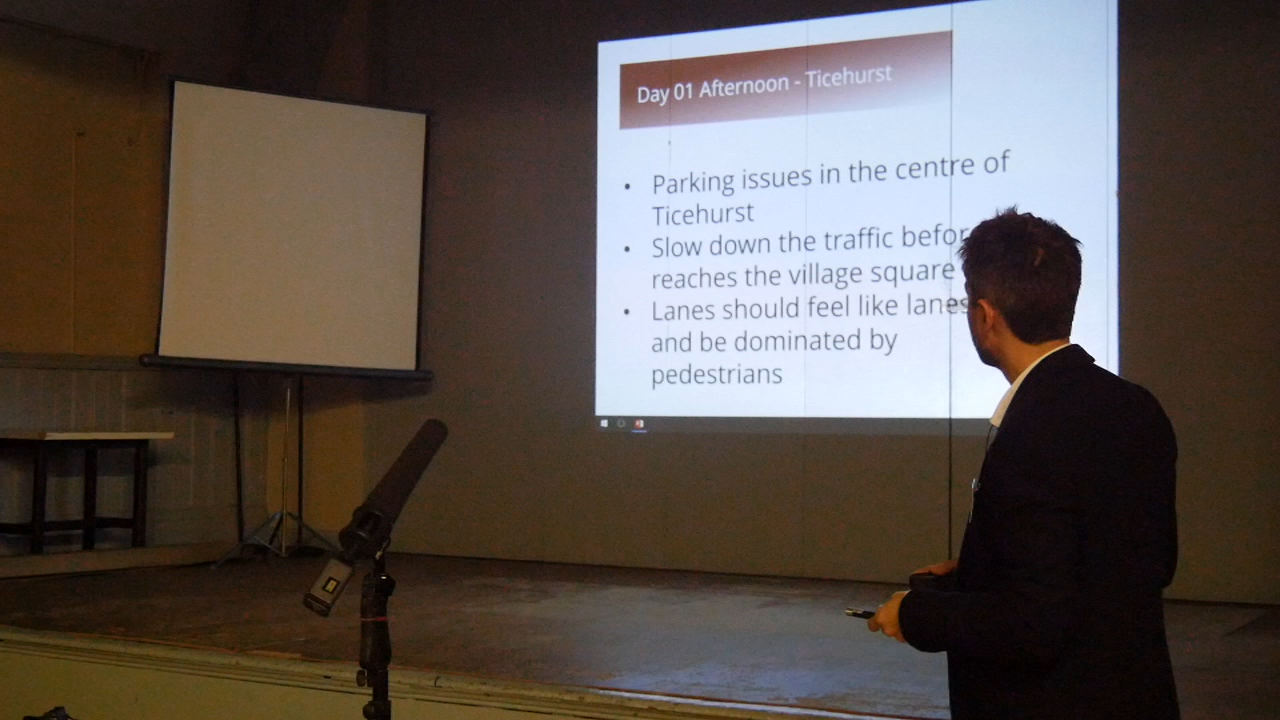 Day 01 Afternoon - Ticehurst
• Parking issues in the centre of
Ticehurst
• Slow down the traffic befor
reaches the village square
• Lanes should feel like lanes
and be dominated by
pedestrians